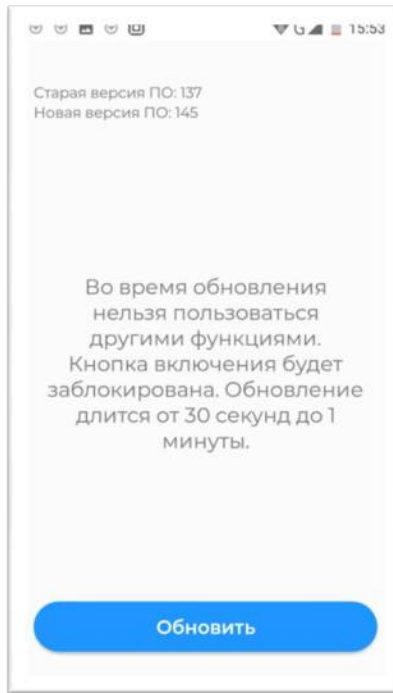 15:53
Старая версия ПО: 137
Новая версия ПО: 145
Во время обновления
нельзя пользоваться
другими функциями.
Кнопка включения будет
заблокирована. Обновление
длится от 30 секунд до 1
минуты.
Обновить